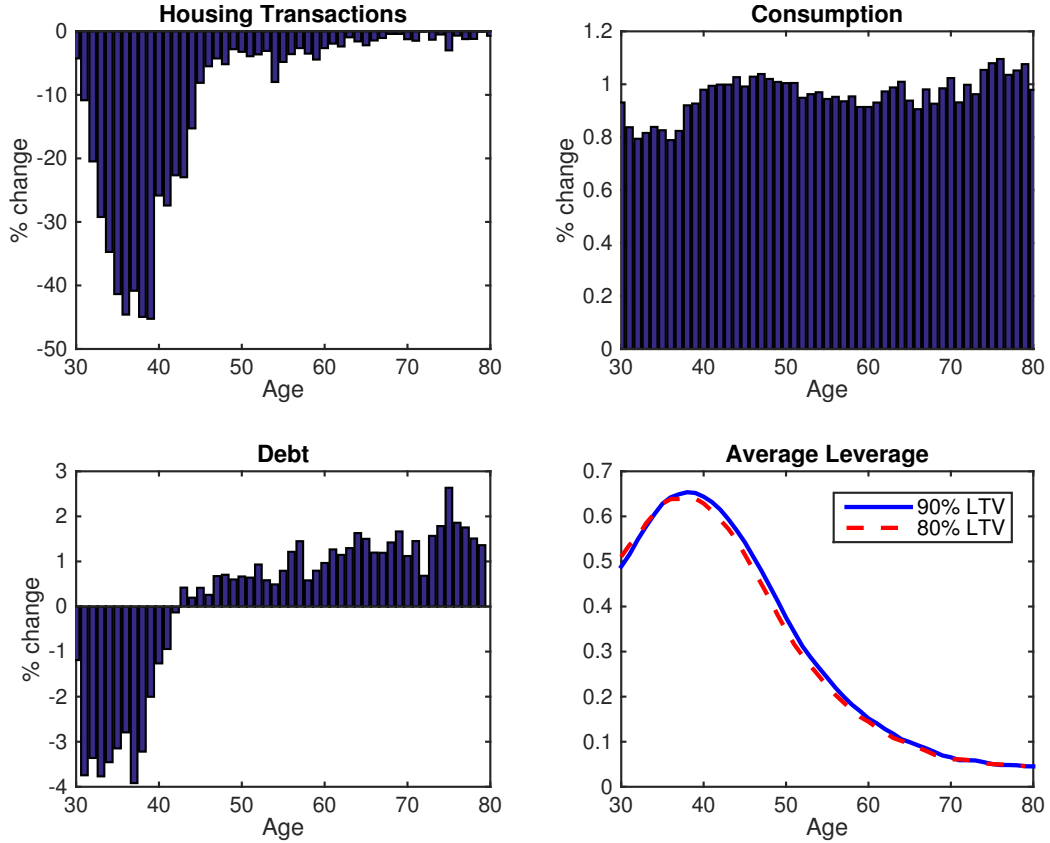 Housing Transactions
0
-10
-20
-30
-40
-50
% change
30 40 50 60 70 80
Age
Consumption
1.2
1
0.8
0.6
0.4
0.2
0
% change
30 40 50 60 70 80
Age
Debt
3
2
1
0
-1
-2
-3
-4
% change
30 40 50 60 70 80
Age
Average Leverage
0.7
0.6
0.5
0.4
0.3
0.2
0.1
0
90% LTV
80% LTV
30 40 50 60 70 80
Age